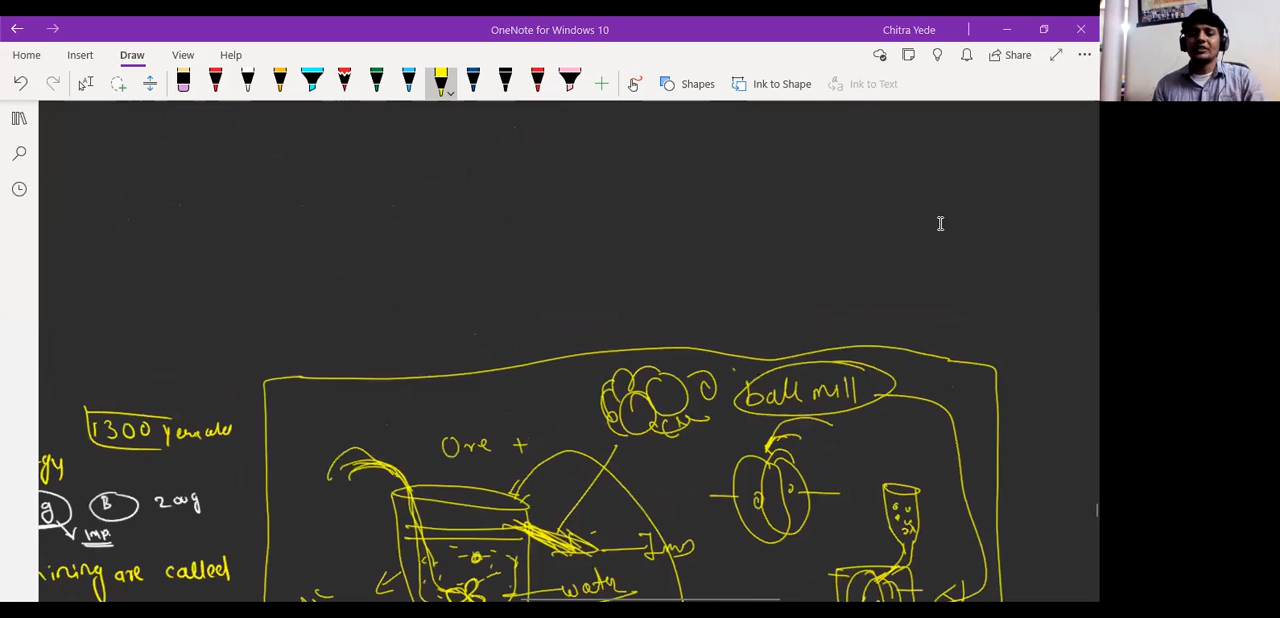 OneNote for Windows 10
Chitra Yede
Home Insert Draw View Help
Share
Shapes
Ink to Shape
Ink to Text
ball mill
1300
Ore +
gy
g B 200g
Imp.
water
ining are called